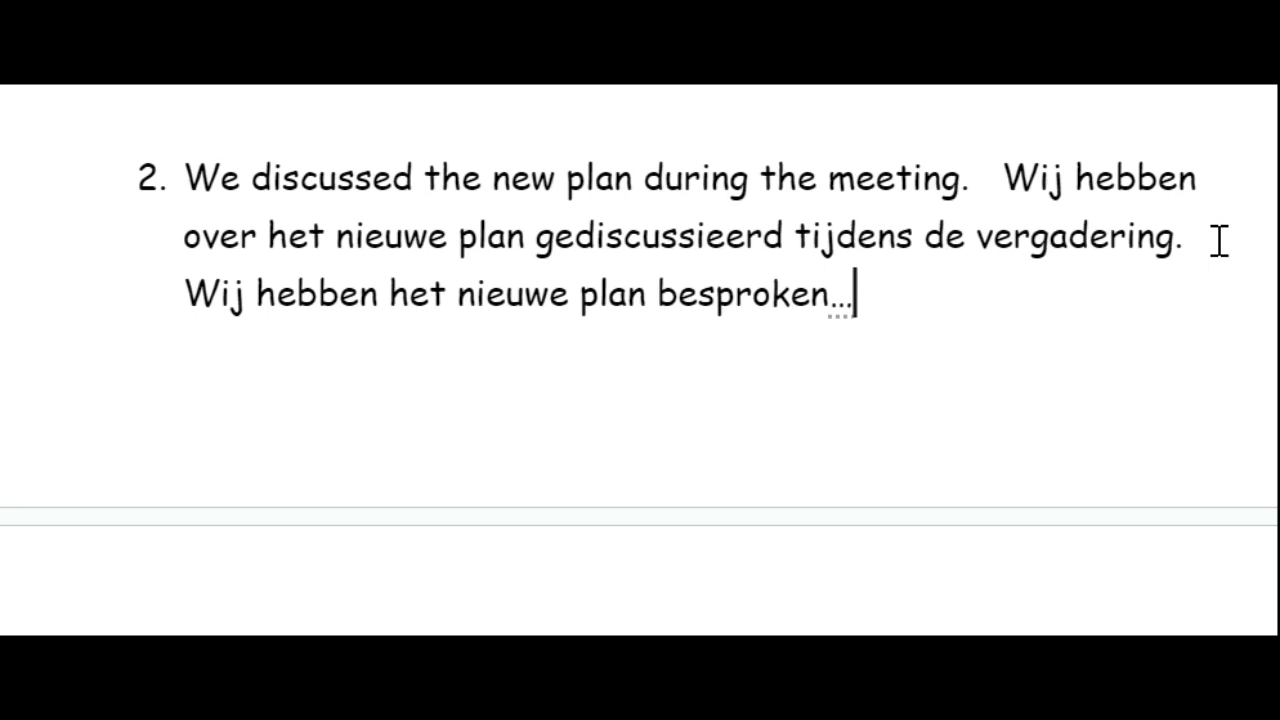 2. We discussed the new plan during the meeting. Wij hebben
over het nieuwe plan gediscussieerd tijdens de vergadering.
Wij hebben het nieuwe plan besproken...